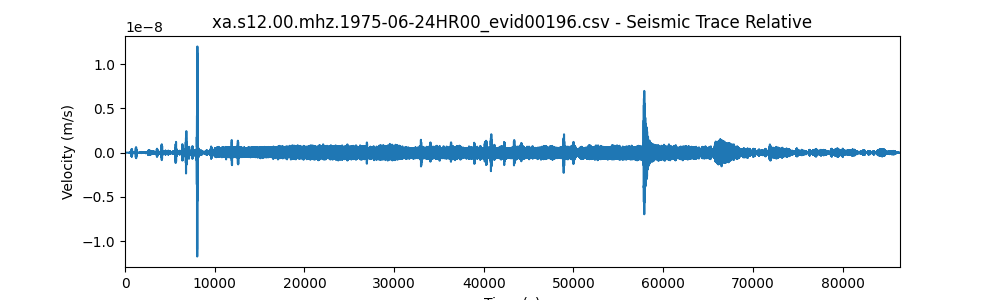 xa.s12.00.mhz.1975-06-24HR00_evid00196.csv - Seismic Trace Relative
1e−8
1.0
0.5
0.0
−0.5
−1.0
Velocity (m/s)
0 10000 20000 30000 40000 50000 60000 70000 80000